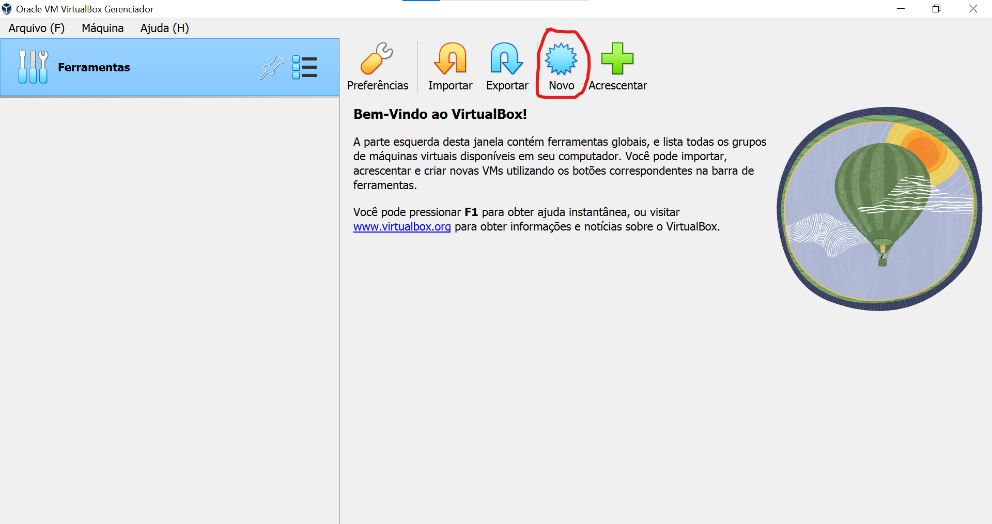 Oracle VM VirtualBox Gerenciador
Arquivo (F) Máquina Ajuda (H)
Ferramentas
Preferências Importar Exportar Novo Acrescentar
Bem-Vindo ao VirtualBox!
A parte esquerda desta janela contém ferramentas globais, e lista todas os grupos
de máquinas virtuais disponíveis em seu computador. Você pode importar,
acrescentar e criar novas VMs utilizando os botões correspondentes na barra de
ferramentas.
Você pode pressionar F1 para obter ajuda instantânea, ou visitar
www.virtualbox.org para obter informações e notícias sobre o VirtualBox.